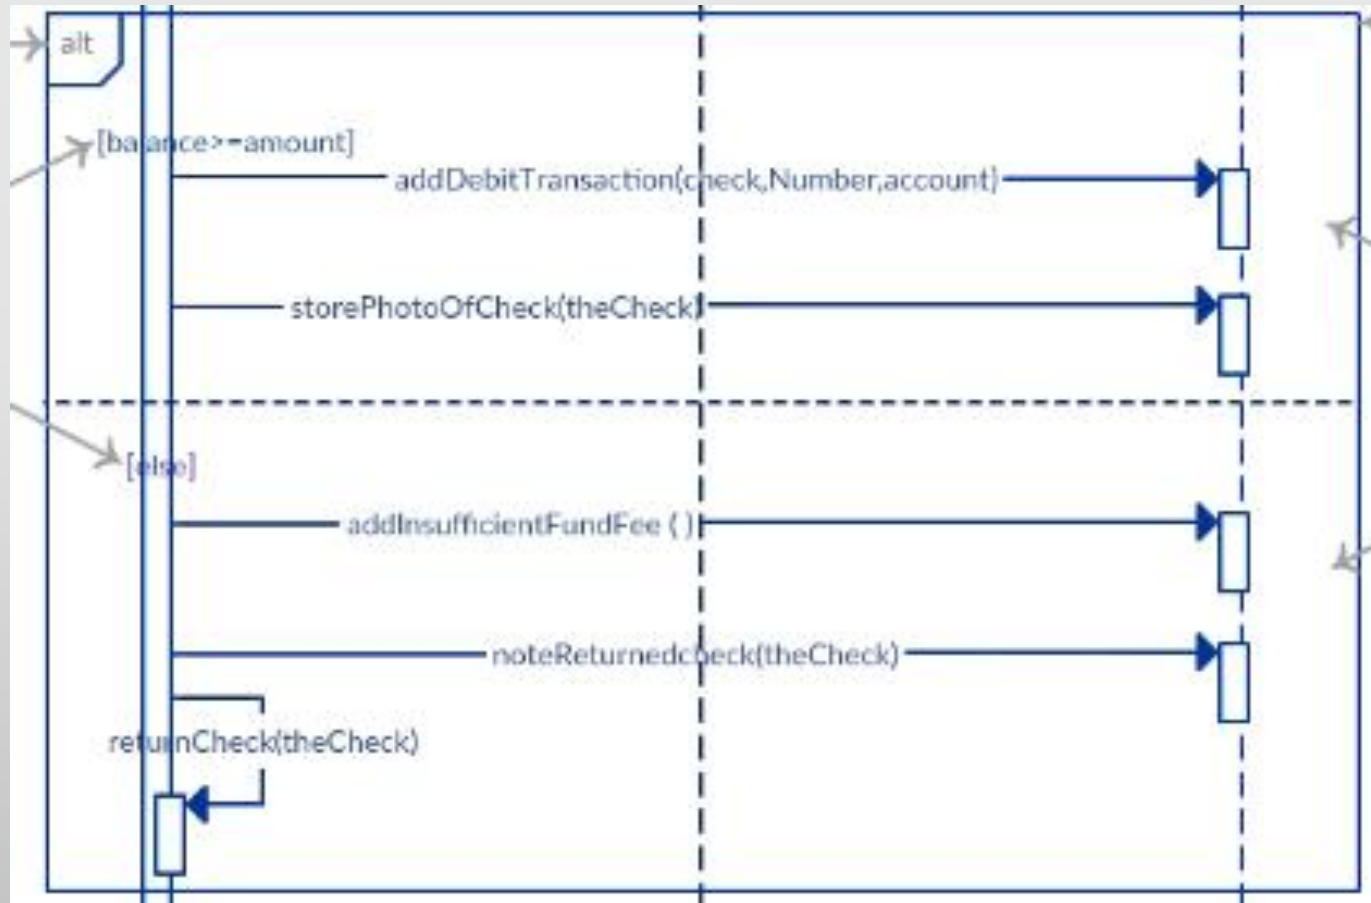 alt
[balance>=amount]
addDebitTransaction(check,Number,account)
storePhotoOfCheck(theCheck)
[else]
addInsufficientFundFee ( )
noteReturnedcheck(theCheck)
returnCheck(theCheck)